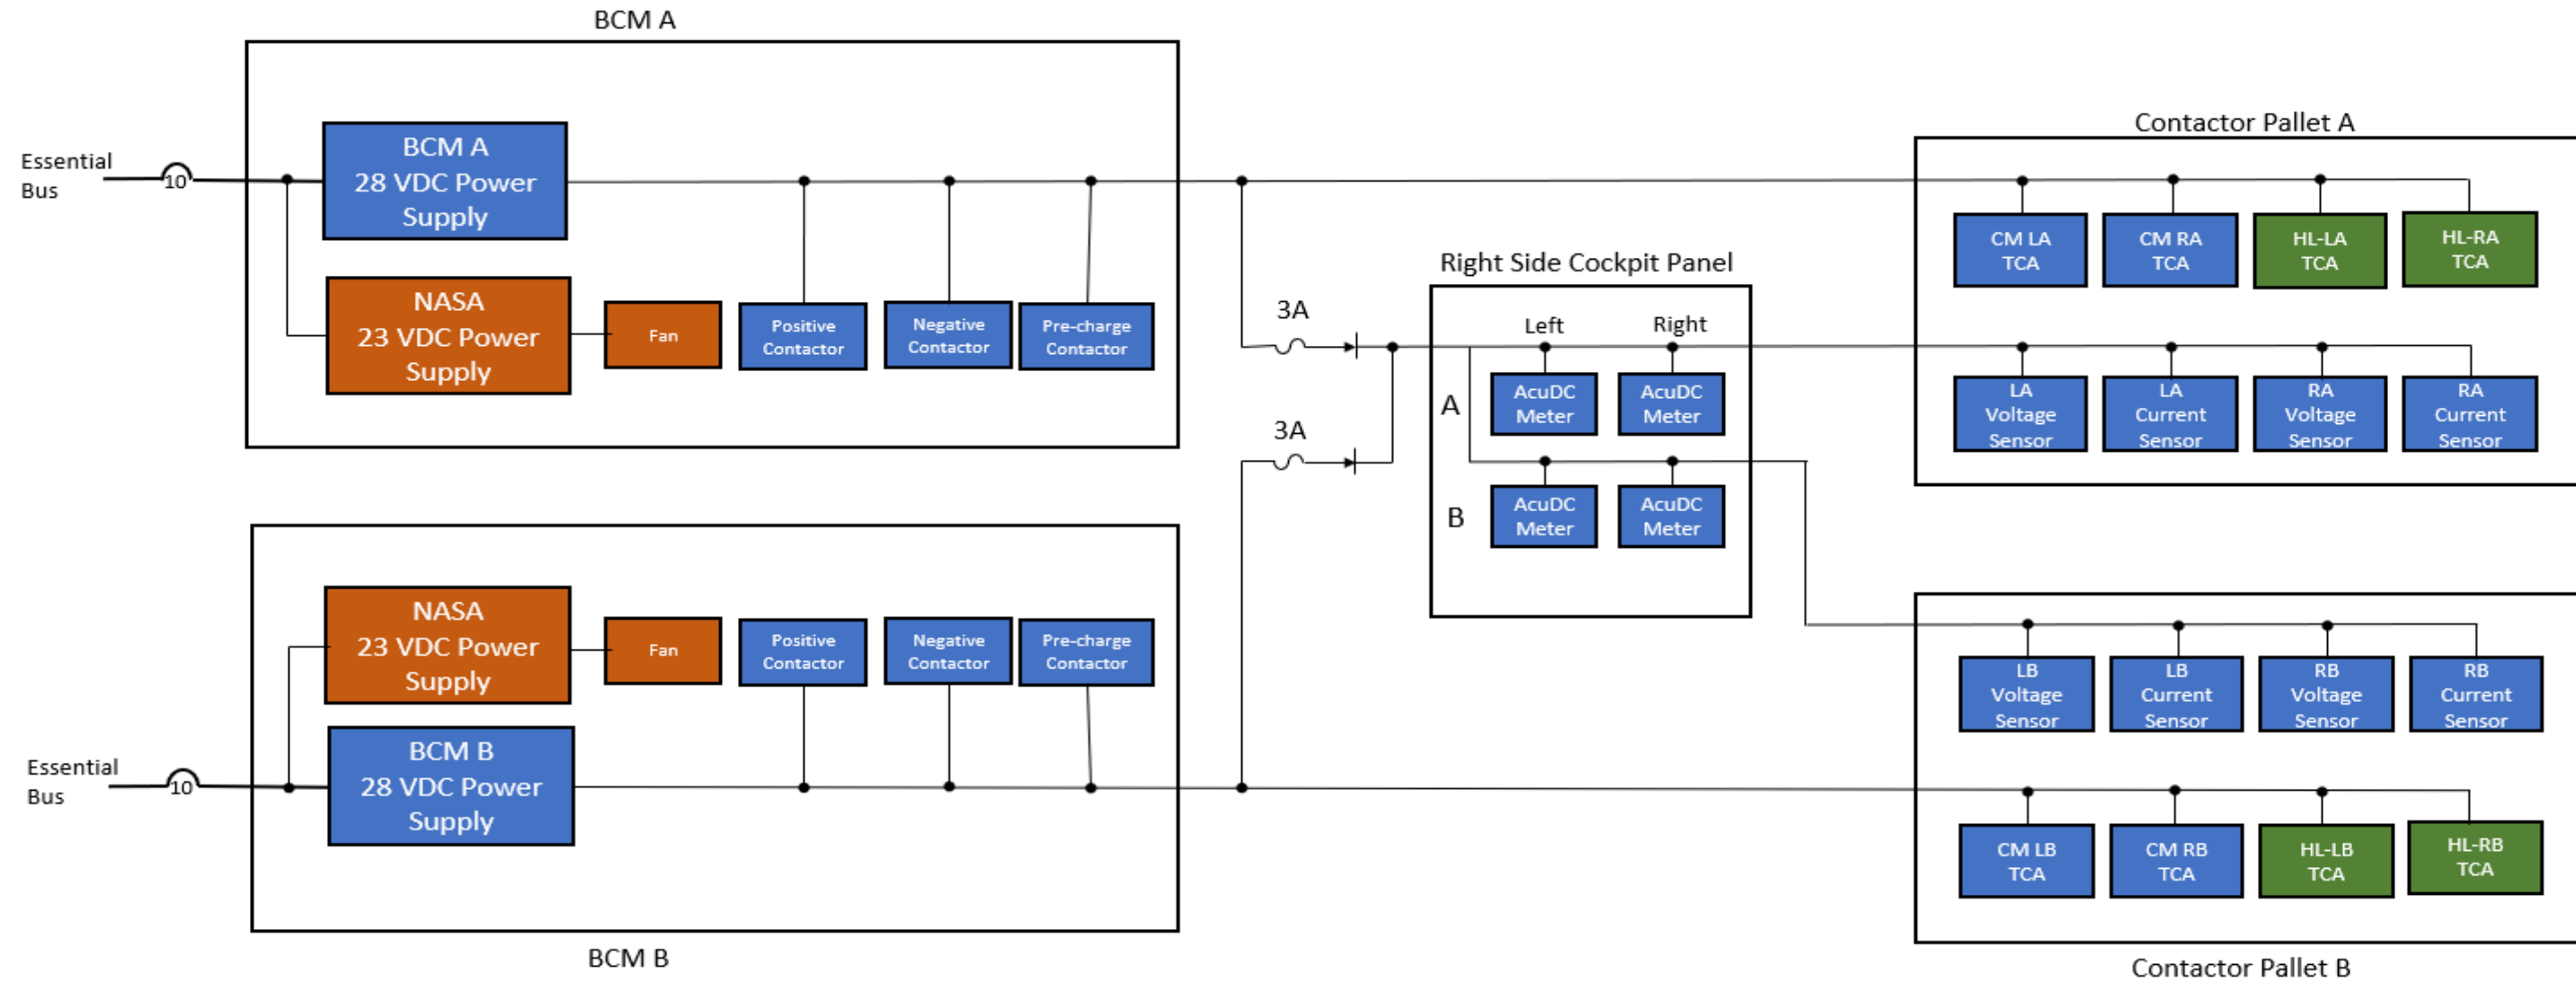 BCM A
Essential
Bus
10
BCM A
28 VDC Power
Supply
NASA
23 VDC Power
Supply
Fan
Positive
Contactor
Negative
Contactor
Pre-charge
Contactor
3A
3A
Right Side Cockpit Panel
Left
Right
A
AcuDC
Meter
AcuDC
Meter
B
AcuDC
Meter
AcuDC
Meter
Contactor Pallet A
CM LA
TCA
CM RA
TCA
HL-LA
TCA
HL-RA
TCA
LA
Voltage
Sensor
LA
Current
Sensor
RA
Voltage
Sensor
RA
Current
Sensor
NASA
23 VDC Power
Supply
Fan
Positive
Contactor
Negative
Contactor
Pre-charge
Contactor
Essential
Bus
10
BCM B
28 VDC Power
Supply
BCM B
LB
Voltage
Sensor
LB
Current
Sensor
RB
Voltage
Sensor
RB
Current
Sensor
CM LB
TCA
CM RB
TCA
HL-LB
TCA
HL-RB
TCA
Contactor Pallet B